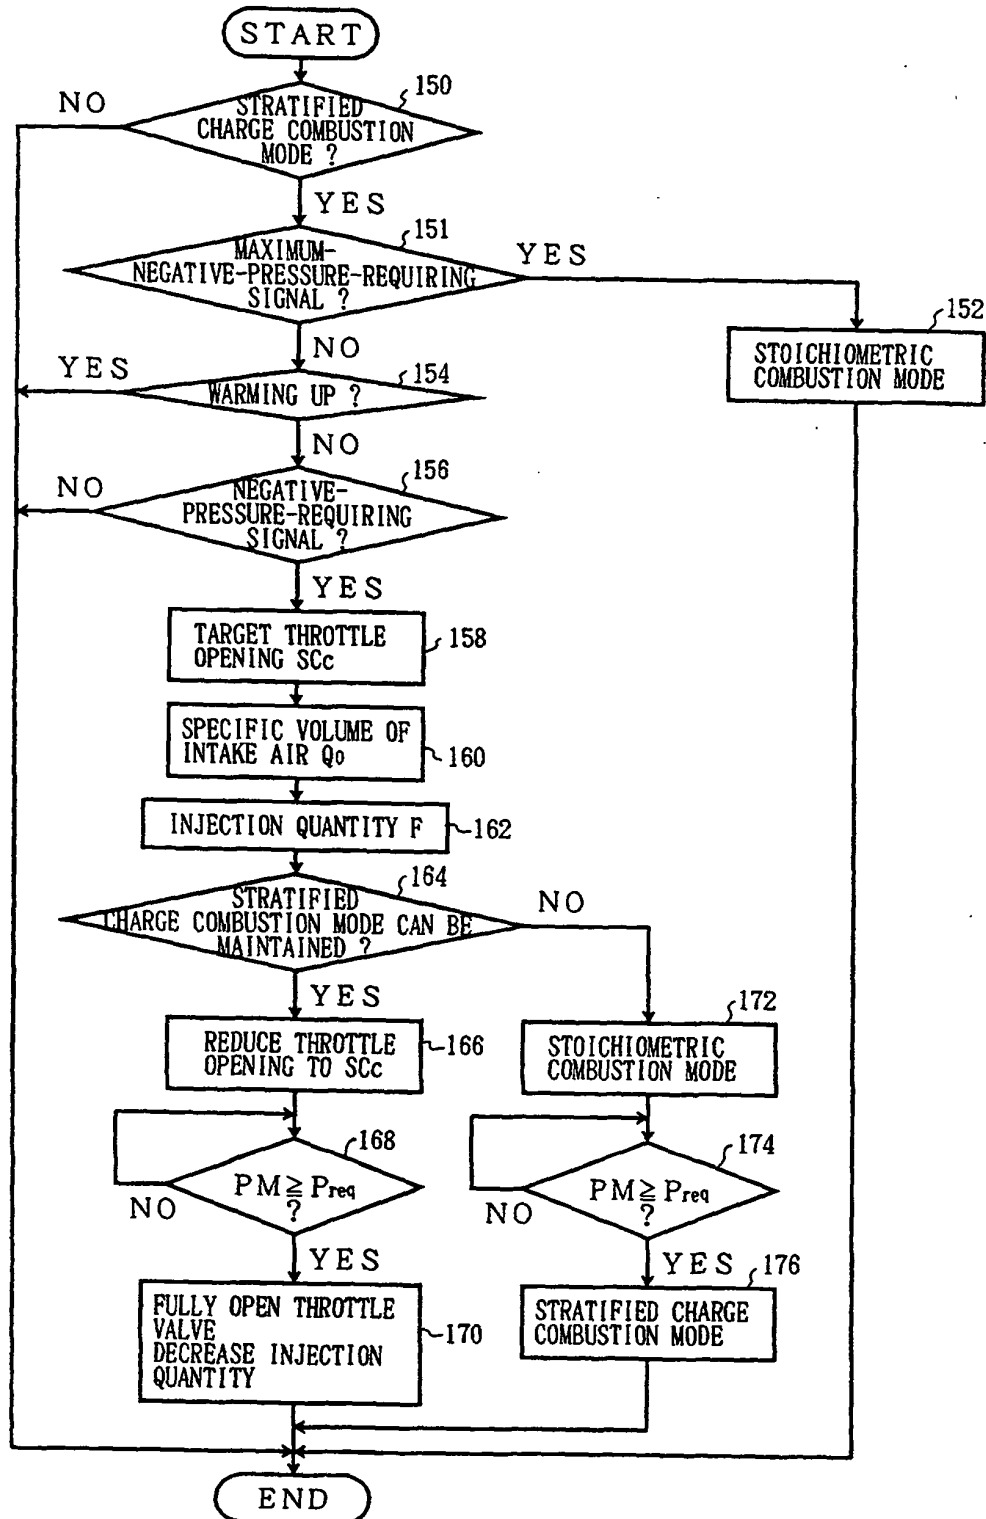 START
150
NO
STRATIFIED
CHARGE COMBUSTION
MODE ?
YES
151
MAXIMUM-
NEGATIVE-PRESSURE-REQUIRING
SIGNAL ?
YES
152
STOICHIOMETRIC
COMBUSTION MODE
NO
YES
154
WARMING UP ?
NO
156
NO
NEGATIVE-
PRESSURE-REQUIRING
SIGNAL ?
YES
TARGET THROTTLE
OPENING SCc
158
SPECIFIC VOLUME OF
INTAKE AIR Q0
160
INJECTION QUANTITY F
162
164
STRATIFIED
CHARGE COMBUSTION MODE CAN BE
MAINTAINED ?
NO
YES
REDUCE THROTTLE
OPENING TO SCc
166
172
STOICHIOMETRIC
COMBUSTION MODE
168
PM≧Preq
?
NO
174
PM≧Preq
?
NO
YES
YES
FULLY OPEN THROTTLE
VALVE
DECREASE INJECTION
QUANTITY
170
176
STRATIFIED CHARGE
COMBUSTION MODE
END